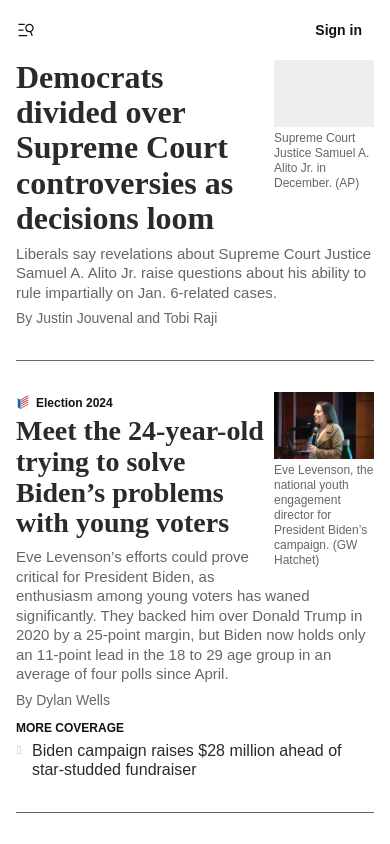 Sign in
Democrats
divided over
Supreme Court
controversies as
decisions loom
Supreme Court
Justice Samuel A.
Alito Jr. in
December. (AP)
Liberals say revelations about Supreme Court Justice
Samuel A. Alito Jr. raise questions about his ability to
rule impartially on Jan. 6-related cases.
By Justin Jouvenal and Tobi Raji
Election 2024
Meet the 24-year-old
trying to solve
Biden’s problems
with young voters
Eve Levenson, the
national youth
engagement
director for
President Biden’s
campaign. (GW
Hatchet)
Eve Levenson’s efforts could prove
critical for President Biden, as
enthusiasm among young voters has waned
significantly. They backed him over Donald Trump in
2020 by a 25-point margin, but Biden now holds only
an 11-point lead in the 18 to 29 age group in an
average of four polls since April.
By Dylan Wells
MORE COVERAGE
Biden campaign raises $28 million ahead of
star-studded fundraiser